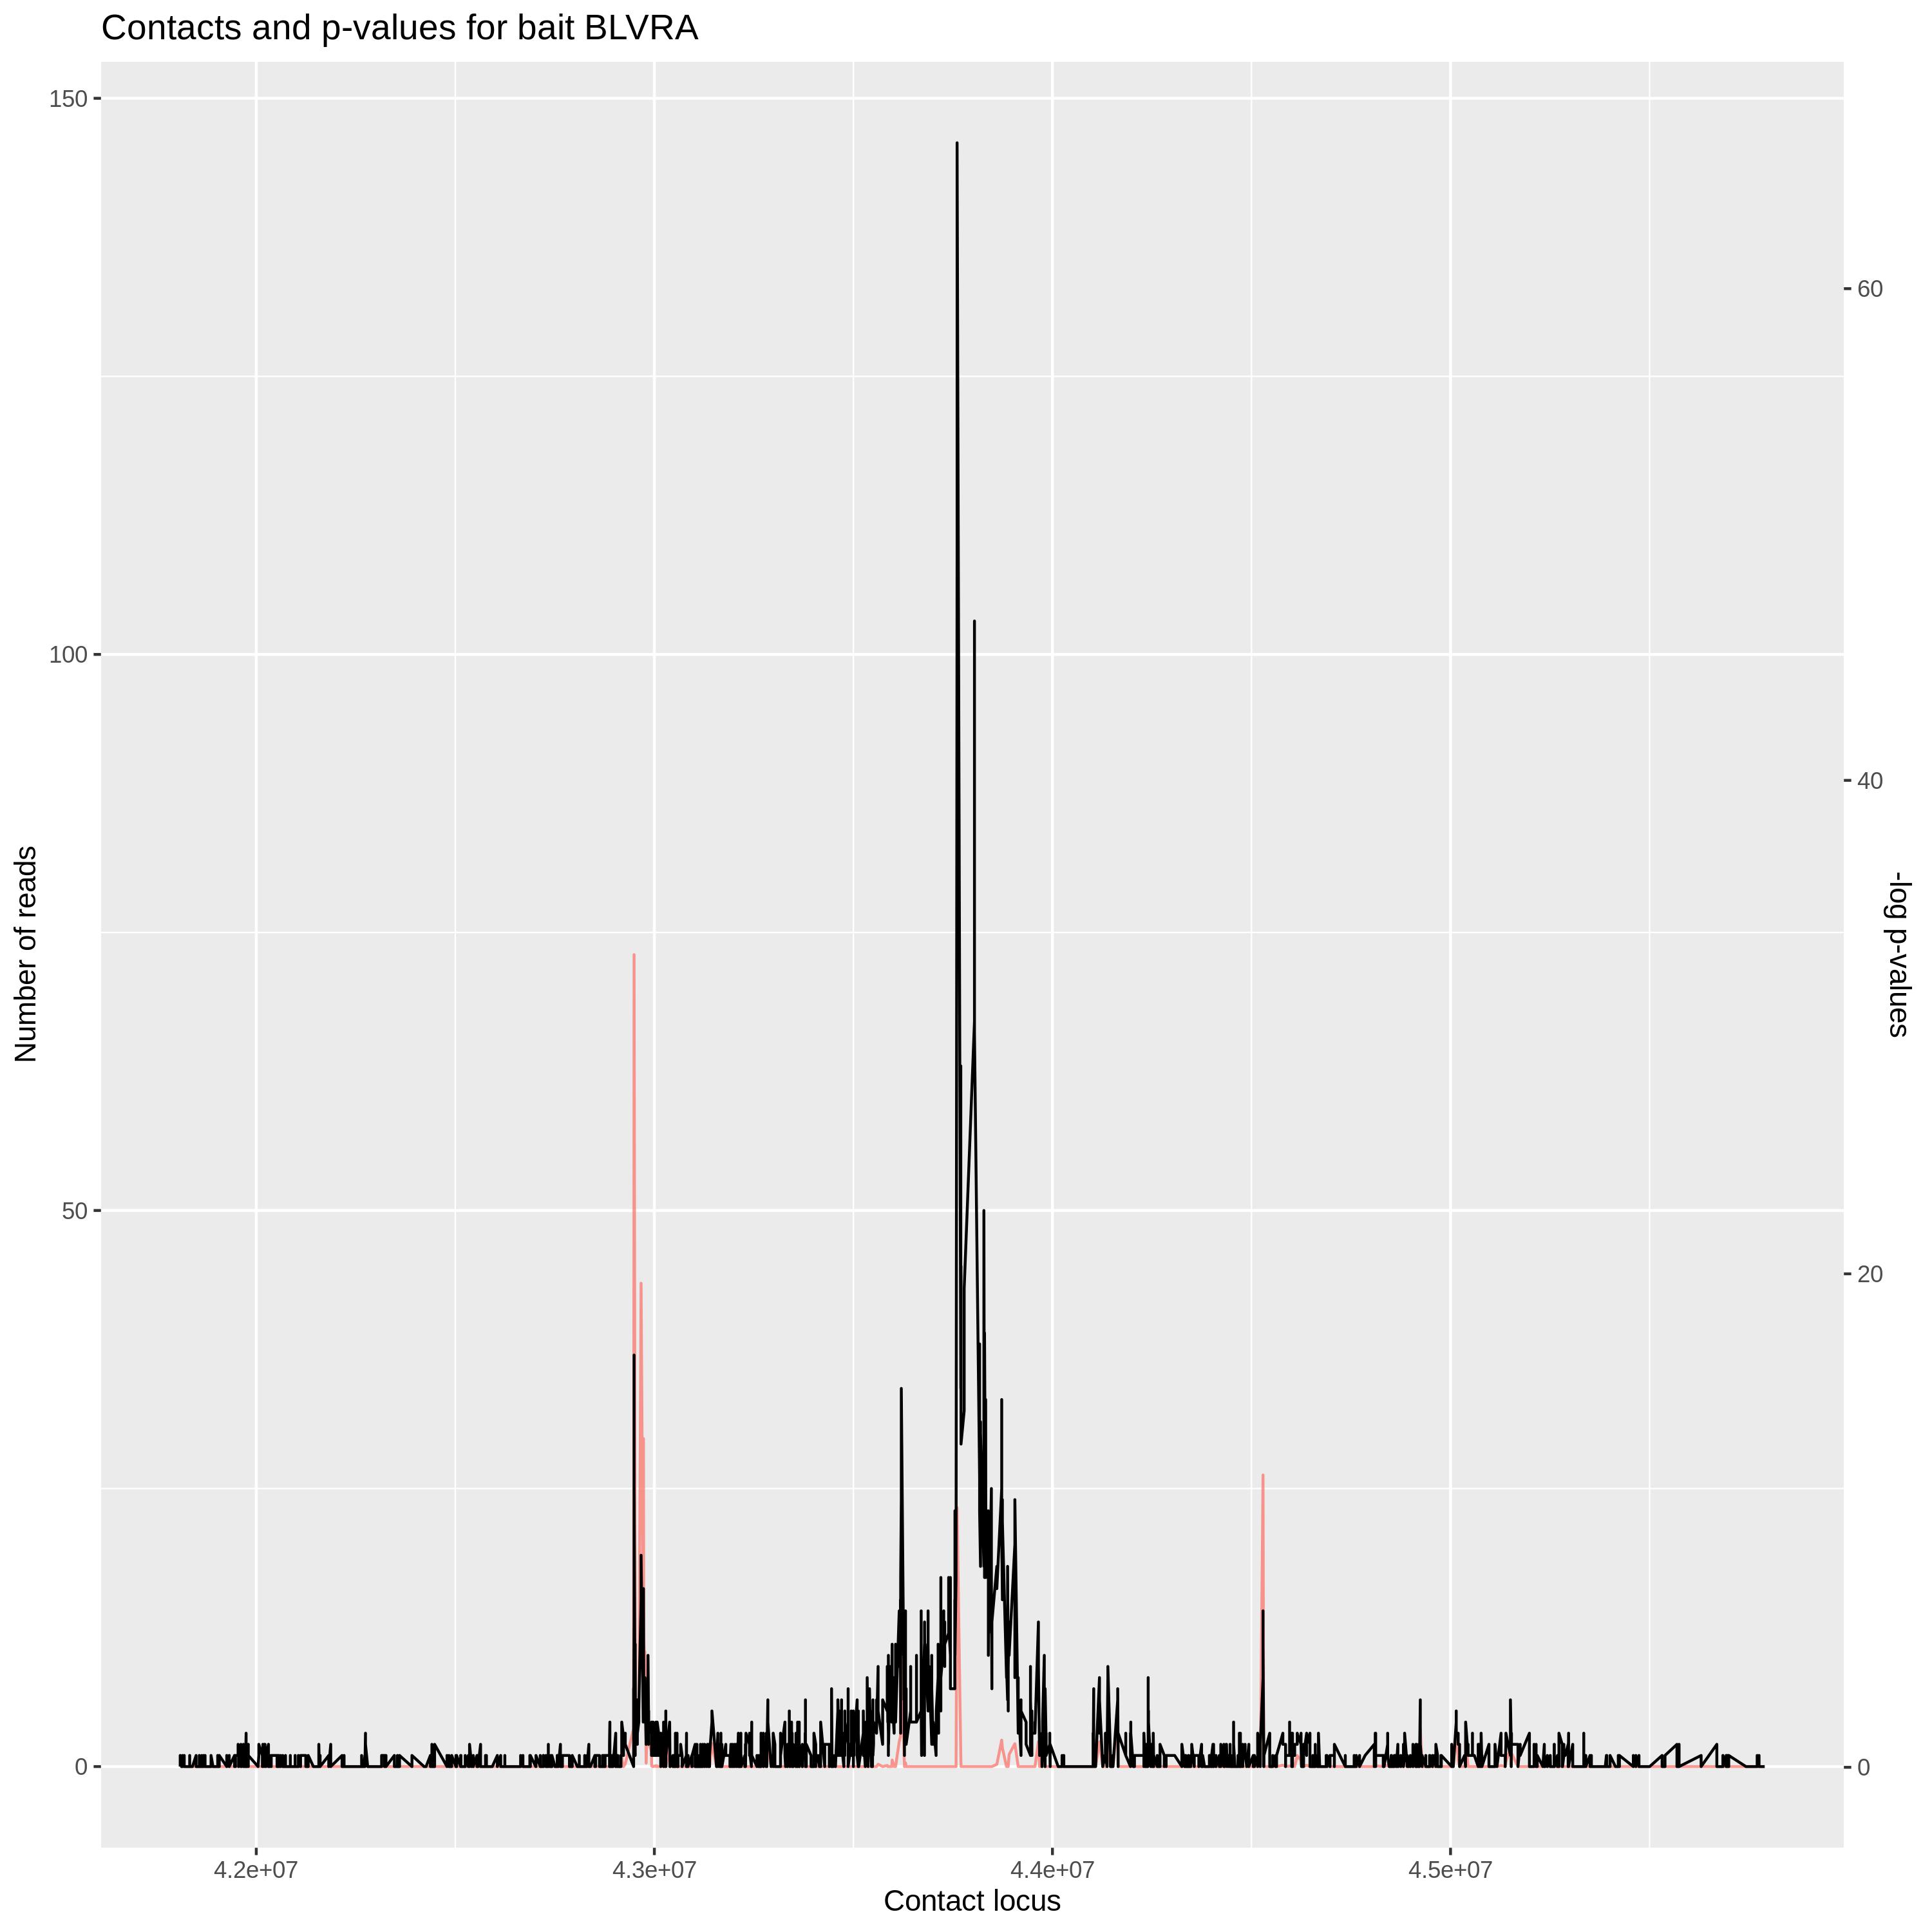 Contacts and p-values for bait BLVRA
150
100
50
0
Number of reads
60
40
20
0
-log p-values
4.2e+07
4.3e+07
4.4e+07
4.5e+07
Contact locus